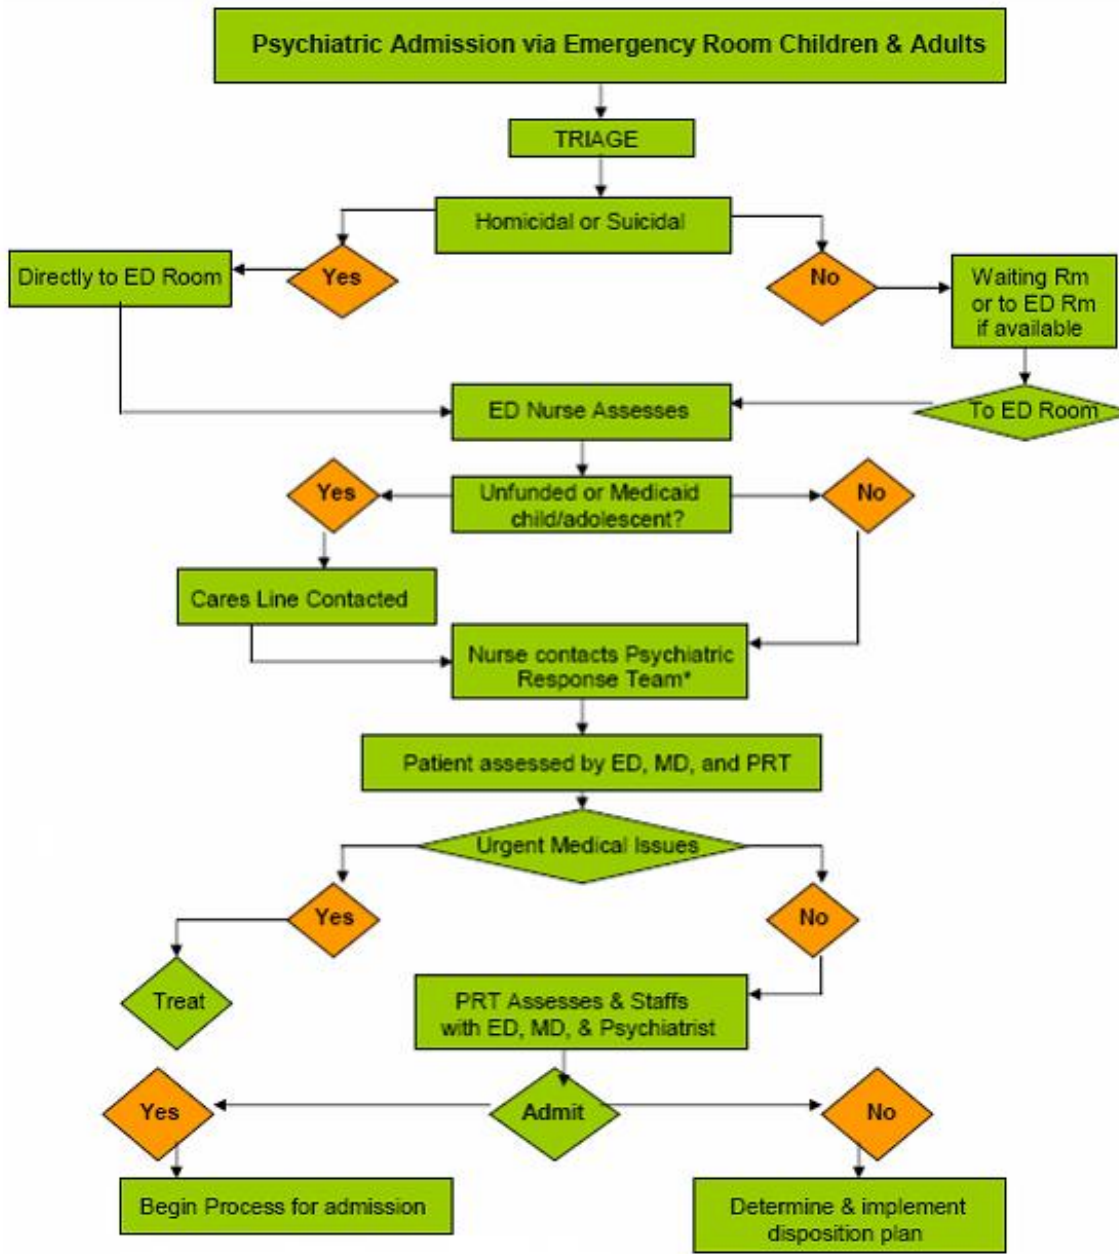 Psychiatric Admission via Emergency Room Children & Adults
TRIAGE
Homicidal or Suicidal
Directly to ED Room
Yes
No
Waiting Rm
or to ED Rm
if available
ED Nurse Assesses
To ED Room
Yes
Unfunded or Medicaid
child/adolescent?
No
Cares Line Contacted
Nurse contacts Psychiatric
Response Team*
Patient assessed by ED, MD, and PRT
Urgent Medical Issues
Yes
No
Treat
PRT Assesses & Staffs
with ED, MD, & Psychiatrist
Yes
Admit
No
Begin Process for admission
Determine & implement
disposition plan